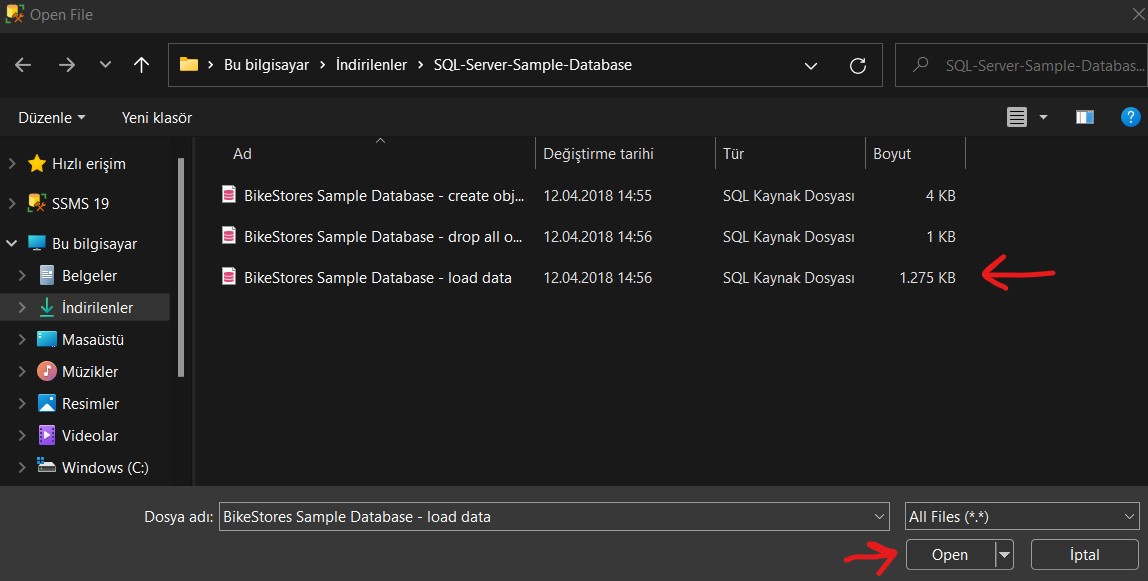 Open File
Bu bilgisayar
İndirilenler
SQL-Server-Sample-Database
SQL-Server-Sample-Databas...
Düzenle
Yeni klasör
Hızlı erişim
SSMS 19
Bu bilgisayar
Belgeler
İndirilenler
Masaüstü
Müzikler
Resimler
Videolar
Windows (C:)
Ad Değiştirme tarihi Tür Boyut
BikeStores Sample Database - create obj... 12.04.2018 14:55 SQL Kaynak Dosyası 4 KB
BikeStores Sample Database - drop all o... 12.04.2018 14:56 SQL Kaynak Dosyası 1 KB
BikeStores Sample Database - load data 12.04.2018 14:56 SQL Kaynak Dosyası 1.275 KB
Dosya adı: BikeStores Sample Database - load data All Files (*.*)
Open İptal